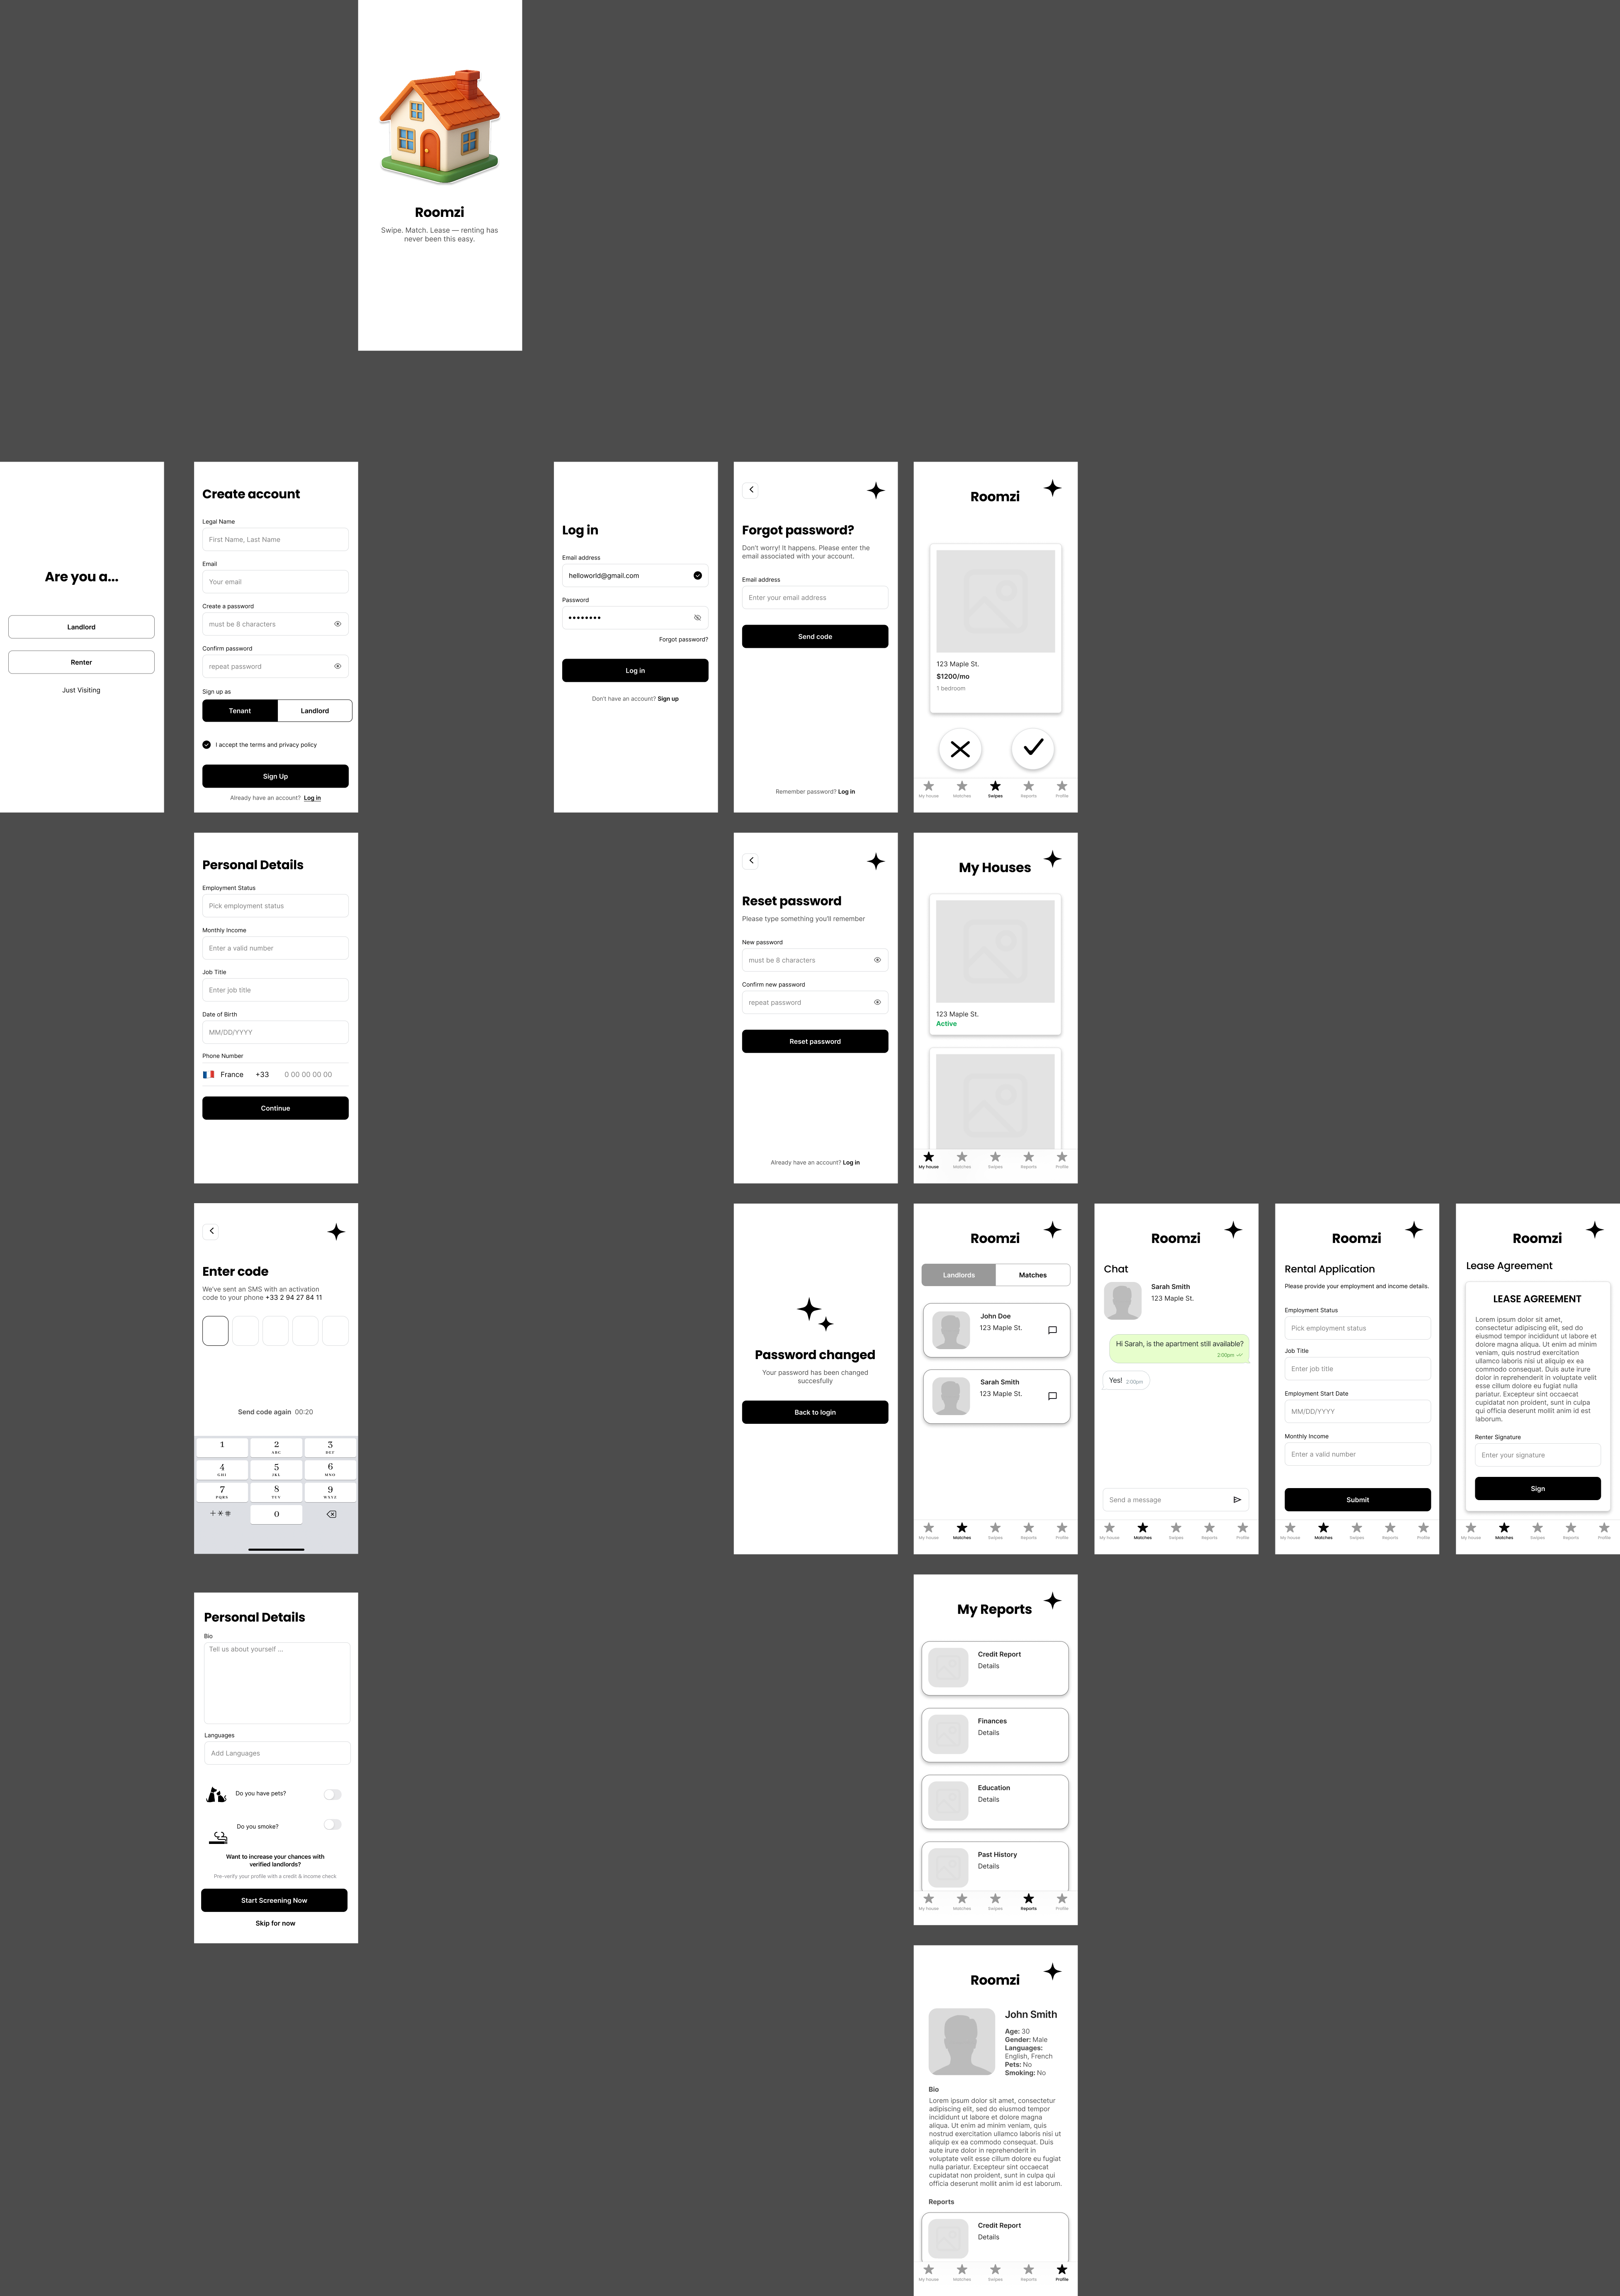 Roomzi
Swipe. Match. Lease — renting has
never been this easy.
Are you a...
Landlord
Renter
Just Visiting
Create account
Legal Name
First Name, Last Name
Email
Your email
Create a password
must be 8 characters
Confirm password
repeat password
Sign up as
Tenant
Landlord
I accept the terms and privacy policy
Sign Up
Already have an account? Log in
Log in
Email address
helloworld@gmail.com
Password
Forgot password?
Log in
Don't have an account? Sign up
Forgot password?
Don't worry! It happens. Please enter the
email associated with your account.
Email address
Enter your email address
Send code
Remember password? Log in
Roomzi
123 Maple St.
$1200/mo
1 bedroom
My house
Matches
Swipes
Reports
Profile
Personal Details
Employment Status
Pick employment status
Monthly Income
Enter a valid number
Job Title
Enter job title
Date of Birth
MM/DD/YYYY
Phone Number
France +33 0 00 00 00 00
Continue
Reset password
Please type something you'll remember
New password
must be 8 characters
Confirm new password
repeat password
Reset password
Already have an account? Log in
My Houses
123 Maple St.
Active
My house
Matches
Swipes
Reports
Profile
Enter code
We've sent an SMS with an activation
code to your phone +33 2 94 27 84 11
Send code again 00:20
1
2
ABC
3
DEF
4
GHI
5
JKL
6
MNO
7
PQRS
8
TUV
9
WXYZ
+*#
0
Password changed
Your password has been changed
succesfully
Back to login
Roomzi
Landlords
Matches
John Doe
123 Maple St.
Sarah Smith
123 Maple St.
My house
Matches
Swipes
Reports
Profile
Roomzi
Chat
Sarah Smith
123 Maple St.
Hi Sarah, is the apartment still available?
2:00pm
Yes! 2:00pm
Send a message
My house
Matches
Swipes
Reports
Profile
Roomzi
Rental Application
Please provide your employment and income details.
Employment Status
Pick employment status
Job Title
Enter job title
Employment Start Date
MM/DD/YYYY
Monthly Income
Enter a valid number
Submit
My house
Matches
Swipes
Reports
Profile
Roomzi
Lease Agreement
LEASE AGREEMENT
Lorem ipsum dolor sit amet,
consectetur adipiscing elit, sed do
eiusmod tempor incididunt ut labore et
dolore magna aliqua. Ut enim ad minim
veniam, quis nostrud exercitation
ullamco laboris nisi ut aliquip ex ea
commodo consequat. Duis aute irure
dolor in reprehenderit in voluptate velit
esse cillum dolore eu fugiat nulla
pariatur. Excepteur sint occaecat
cupidatat non proident, sunt in culpa
qui officia deserunt mollit anim id est
laborum.
Renter Signature
Enter your signature
Sign
My house
Matches
Swipes
Reports
Profile
Personal Details
Bio
Tell us about yourself ...
Languages
Add Languages
Do you have pets?
Do you smoke?
Want to increase your chances with
verified landlords?
Pre-verify your profile with a credit & income check
Start Screening Now
Skip for now
My Reports
Credit Report
Details
Finances
Details
Education
Details
Past History
Details
My house
Matches
Swipes
Reports
Profile
Roomzi
John Smith
Age: 30
Gender: Male
Languages:
English, French
Pets: No
Smoking: No
Bio
Lorem ipsum dolor sit amet, consectetur
adipiscing elit, sed do eiusmod tempor
incididunt ut labore et dolore magna
aliqua. Ut enim ad minim veniam, quis
nostrud exercitation ullamco laboris nisi ut
aliquip ex ea commodo consequat. Duis
aute irure dolor in reprehenderit in
voluptate velit esse cillum dolore eu fugiat
nulla pariatur. Excepteur sint occaecat
cupidatat non proident, sunt in culpa qui
officia deserunt mollit anim id est laborum.
Reports
Credit Report
Details
My house
Matches
Swipes
Reports
Profile